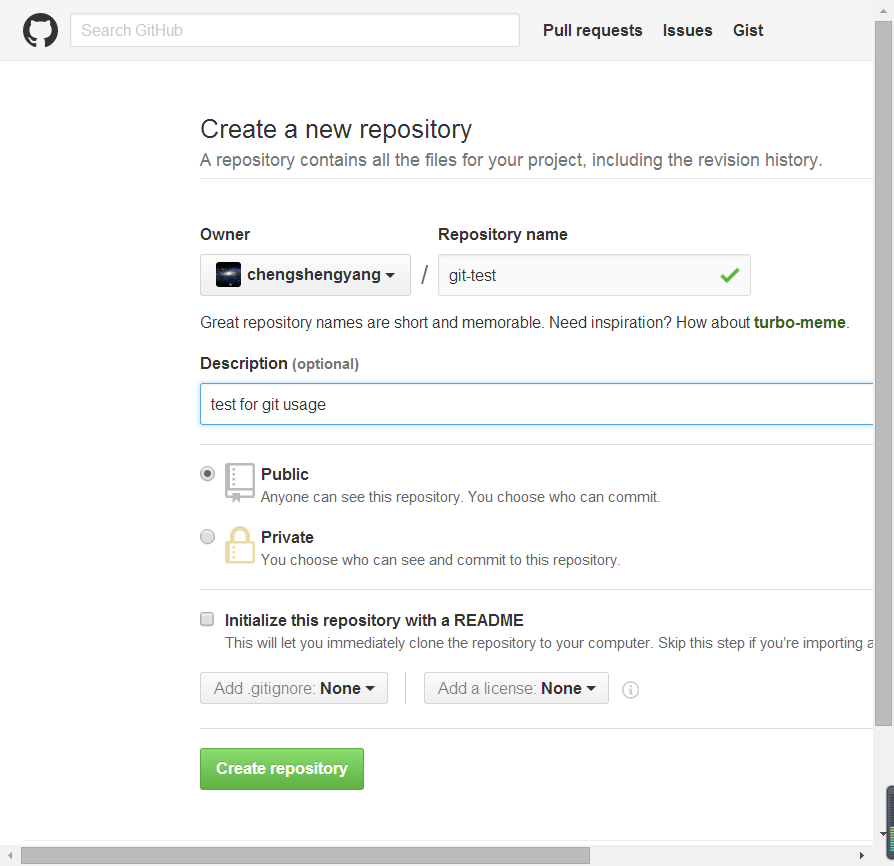 Search GitHub
Pull requests Issues Gist
Create a new repository
A repository contains all the files for your project, including the revision history.
Owner Repository name
chengshengyang / git-test
Great repository names are short and memorable. Need inspiration? How about turbo-meme.
Description (optional)
test for git usage
Public
Anyone can see this repository. You choose who can commit.
Private
You choose who can see and commit to this repository.
Initialize this repository with a README
This will let you immediately clone the repository to your computer. Skip this step if you're importing a
Add .gitignore: None Add a license: None
Create repository